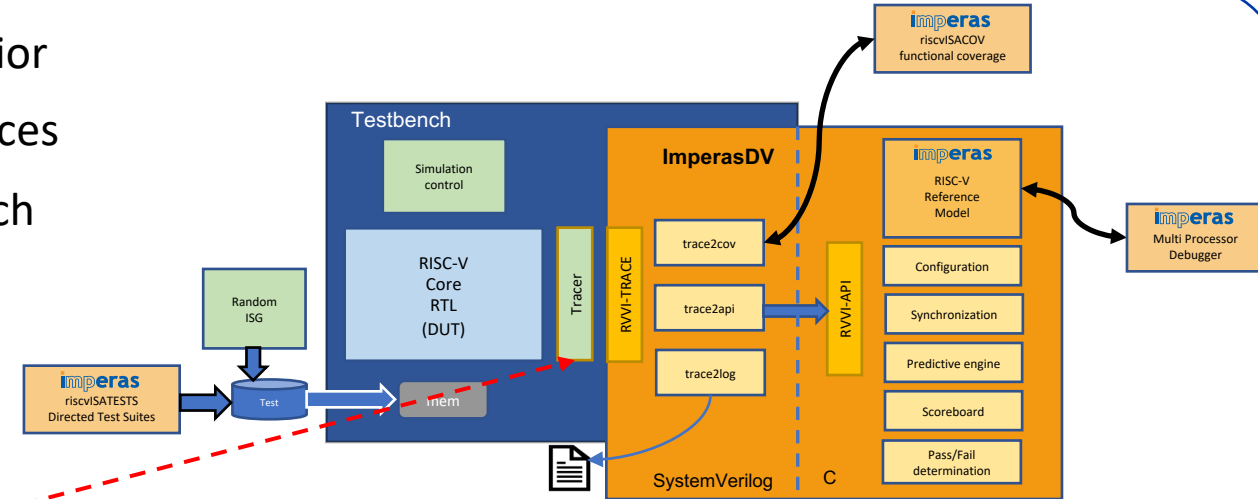 ior
ces
ch
imperas
riscvISACOV
functional coverage
Testbench
Simulation
control
ImperasDV
imperas
RISC-V
Reference
Model
imperas
Multi Processor
Debugger
RISC-V
Core
RTL
(DUT)
Tracer
RVVI-TRACE
trace2cov
trace2api
trace2log
RVVI-API
Configuration
Synchronization
Predictive engine
Scoreboard
Pass/Fail
determination
Random
ISG
imperas
riscvISATESTS
Directed Test Suites
Test
mem
SystemVerilog
C